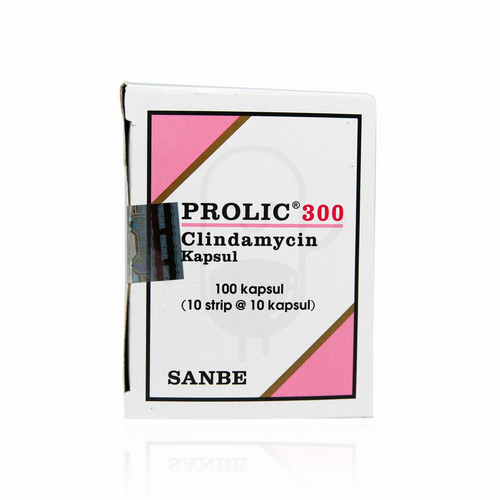 PROLIC® 300
Clindamycin
Kapsul
100 kapsul
(10 strip @ 10 kapsul)
SANBE